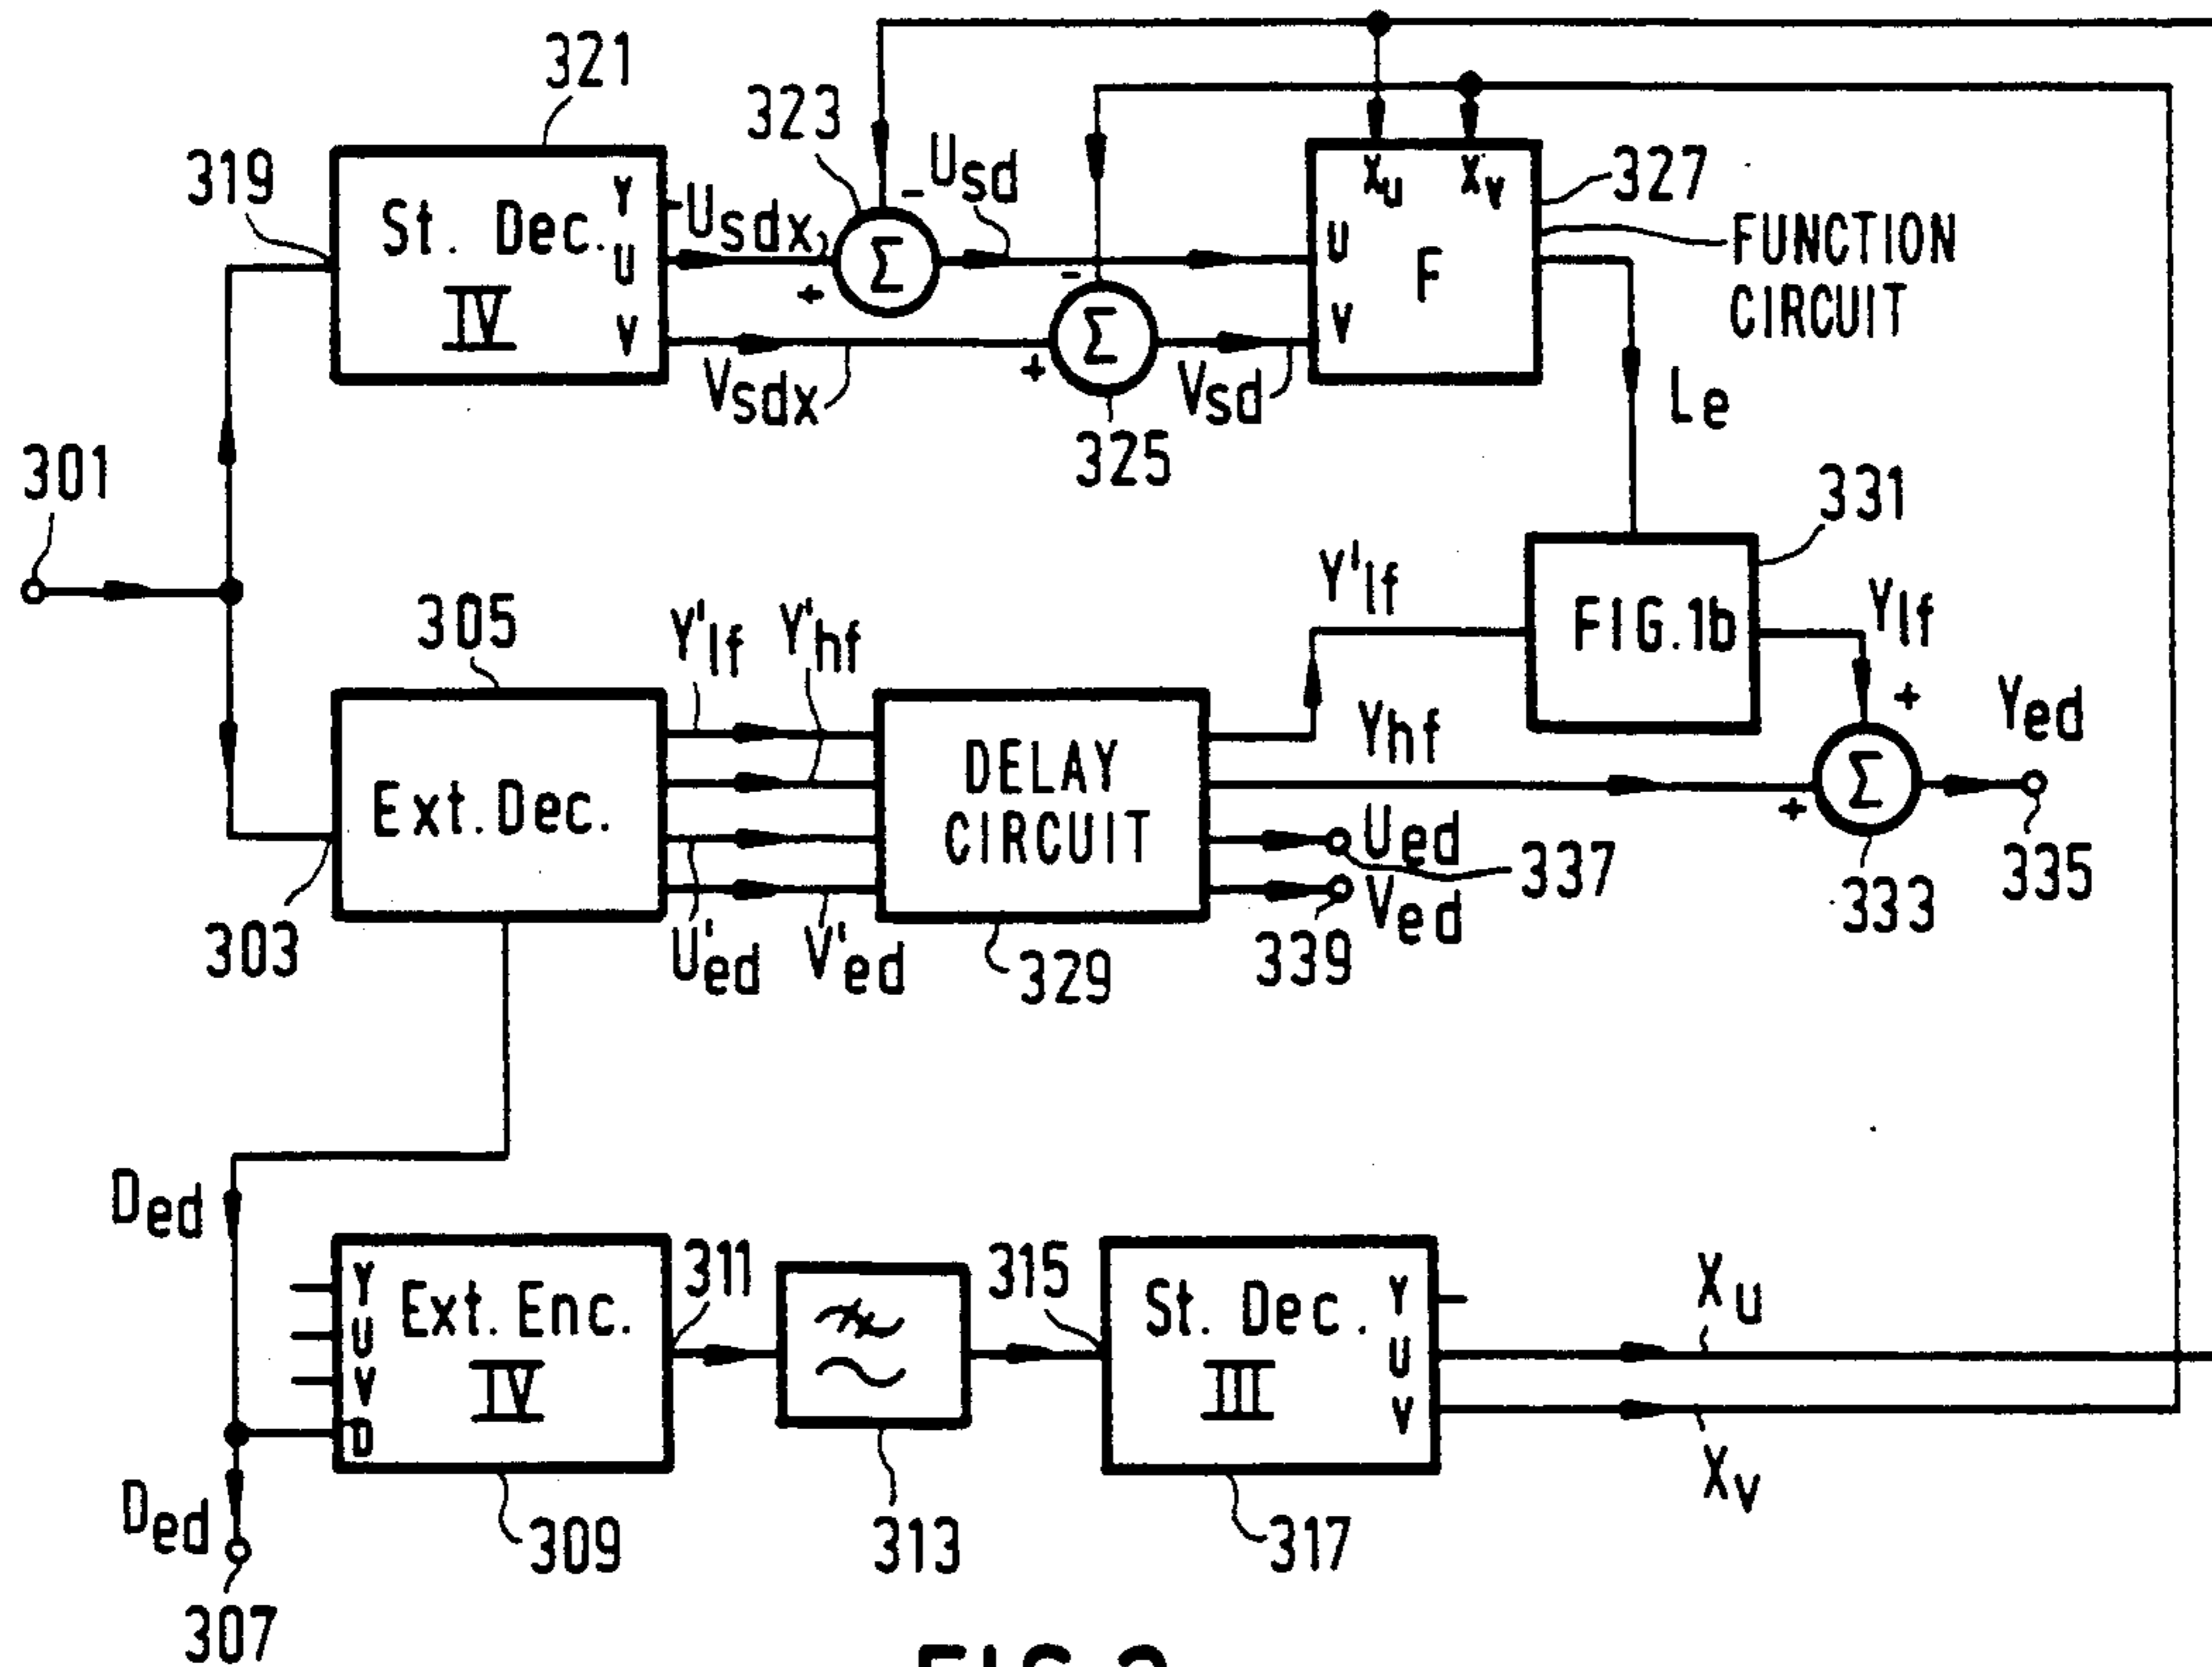 321
323
319
St. Dec.
IV
Y
U
V
Usdx
+
Σ
-
Usd
Vsdx
-
+
Σ
325
Vsd
Xu
Xv
U
V
F
327
FUNCTION
CIRCUIT
Le
301
331
Y'lf
FIG.1b
Ylf
305
Y'lf
Y'hf
Ext.Dec.
DELAY
CIRCUIT
Yhf
+
+
Σ
Yed
335
333
Ued
337
Ved
339
303
U'ed
V'ed
329
Ded
Y
U
V
D
Ext.Enc.
IV
311
315
St. Dec.
III
Y
U
V
Xu
Xv
Ded
309
313
317
307